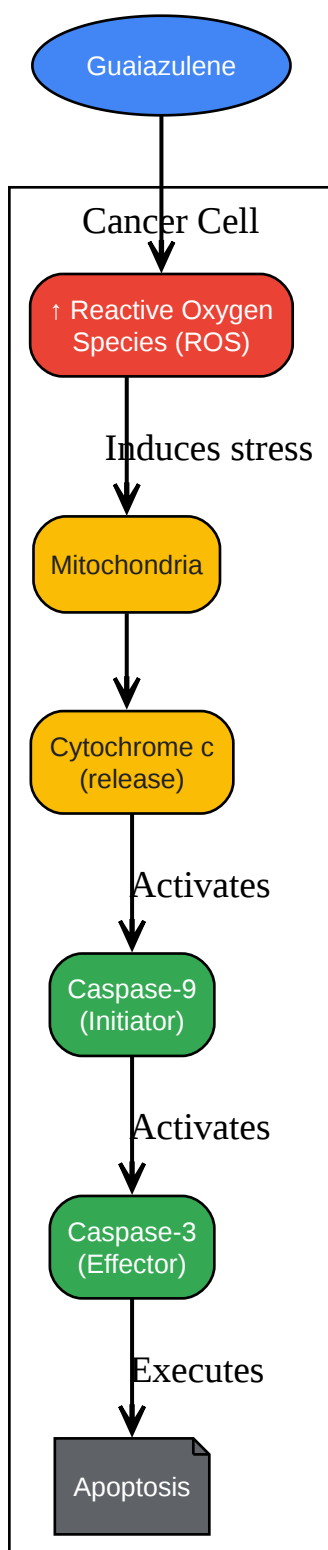 Guaiazulene
Cancer Cell
↑ Reactive Oxygen
Species (ROS)
Induces stress
Mitochondria
Cytochrome c
(release)
Activates
Caspase-9
(Initiator)
Activates
Caspase-3
(Effector)
Executes
Apoptosis